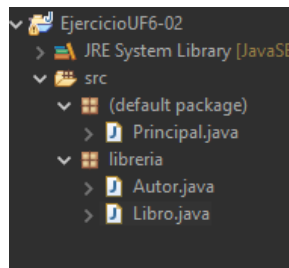 EjercicioUF6-02
JRE System Library [JavaSE
src
(default package)
Principal.java
libreria
Autor.java
Libro.java